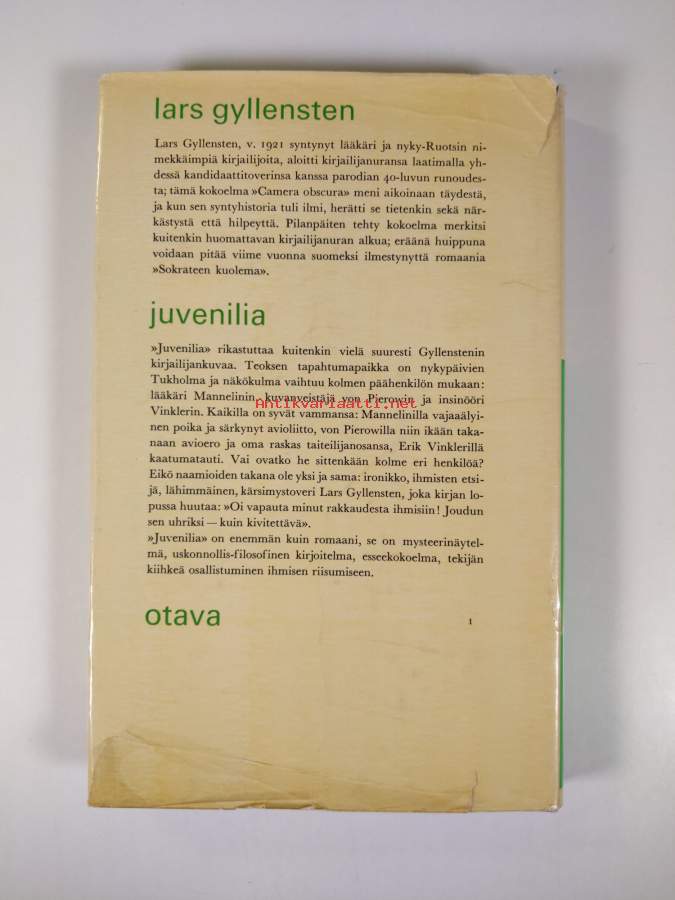 lars gyllensten
Lars Gyllensten, v. 1921 syntynyt lääkäri ja nyky-Ruotsin ni-
mekkäimpiä kirjailijoita, aloitti kirjailijanuransa laatimalla yh-
dessä kandidaattitoverinsa kanssa parodian 40-luvun runoudes-
ta; tämä kokoelma »Camera obscura» meni aikoinaan täydestä,
ja kun sen syntyhistoria tuli ilmi, herätti se tietenkin sekä när-
kästystä että hilpeyttä. Pilanpäiten tehty kokoelma merkitsi
kuitenkin huomattavan kirjailijanuran alkua; eräänä huippuna
voidaan pitää viime vuonna suomeksi ilmestynyttä romaania
»Sokrateen kuolema».
juvenilia
»Juvenilia» rikastuttaa kuitenkin vielä suuresti Gyllenstenin
kirjailijankuvaa. Teoksen tapahtumapaikka on nykypäivien
Tukholma ja näkökulma vaihtuu kolmen päähenkilön mukaan:
lääkäri Mannelinin, kuvanveistäjä von Pierowin ja insinööri
Antikvariaatti.net
Vinklerin. Kaikilla on syvät vammansa: Mannelinilla vajaaälyi-
nen poika ja särkynyt avioliitto, von Pierowilla niin ikään taka-
naan avioero ja oma raskas taiteilijanosansa, Erik Vinklerillä
kaatumatauti. Vai ovatko he sittenkään kolme eri henkilöä?
Eikö naamioiden takana ole yksi ja sama: ironikko, ihmisten etsi-
jä, lähimmäinen, kärsimystoveri Lars Gyllensten, joka kirjan lo-
pussa huutaa: »Oi vapauta minut rakkaudesta ihmisiin! Joudun
sen uhriksi — kuin kivitettävä».
»Juvenilia» on enemmän kuin romaani, se on mysteerinäytel-
mä, uskonnollis-filosofinen kirjoitelma, esseekokoelma, tekijän
kiihkeä osallistuminen ihmisen riisumiseen.
otava
1